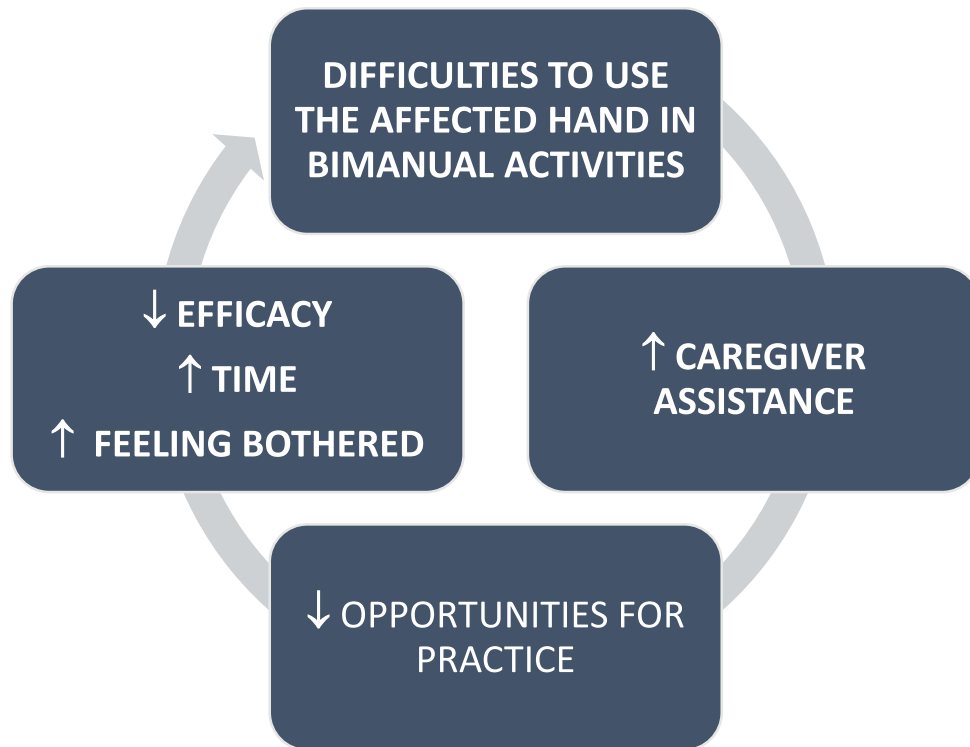 DIFFICULTIES TO USE
THE AFFECTED HAND IN
BIMANUAL ACTIVITIES
↑ CAREGIVER
ASSISTANCE
↓ OPPORTUNITIES FOR
PRACTICE
↓ EFFICACY
↑ TIME
↑ FEELING BOTHERED